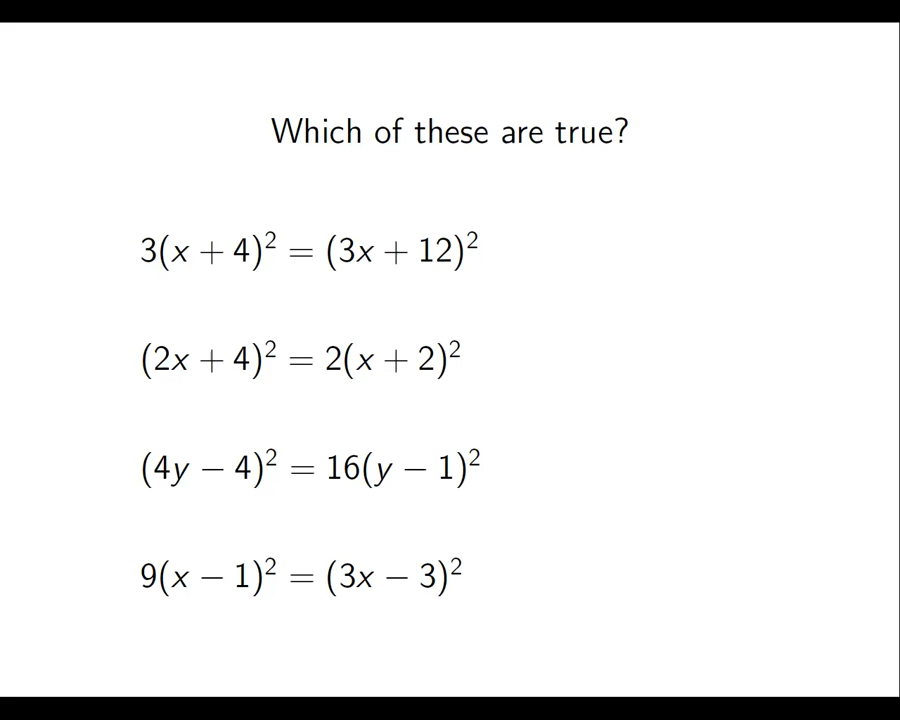 Which of these are true?
3(x + 4)² = (3x + 12)²
(2x + 4)² = 2(x + 2)²
(4y − 4)² = 16(y − 1)²
9(x − 1)² = (3x − 3)²